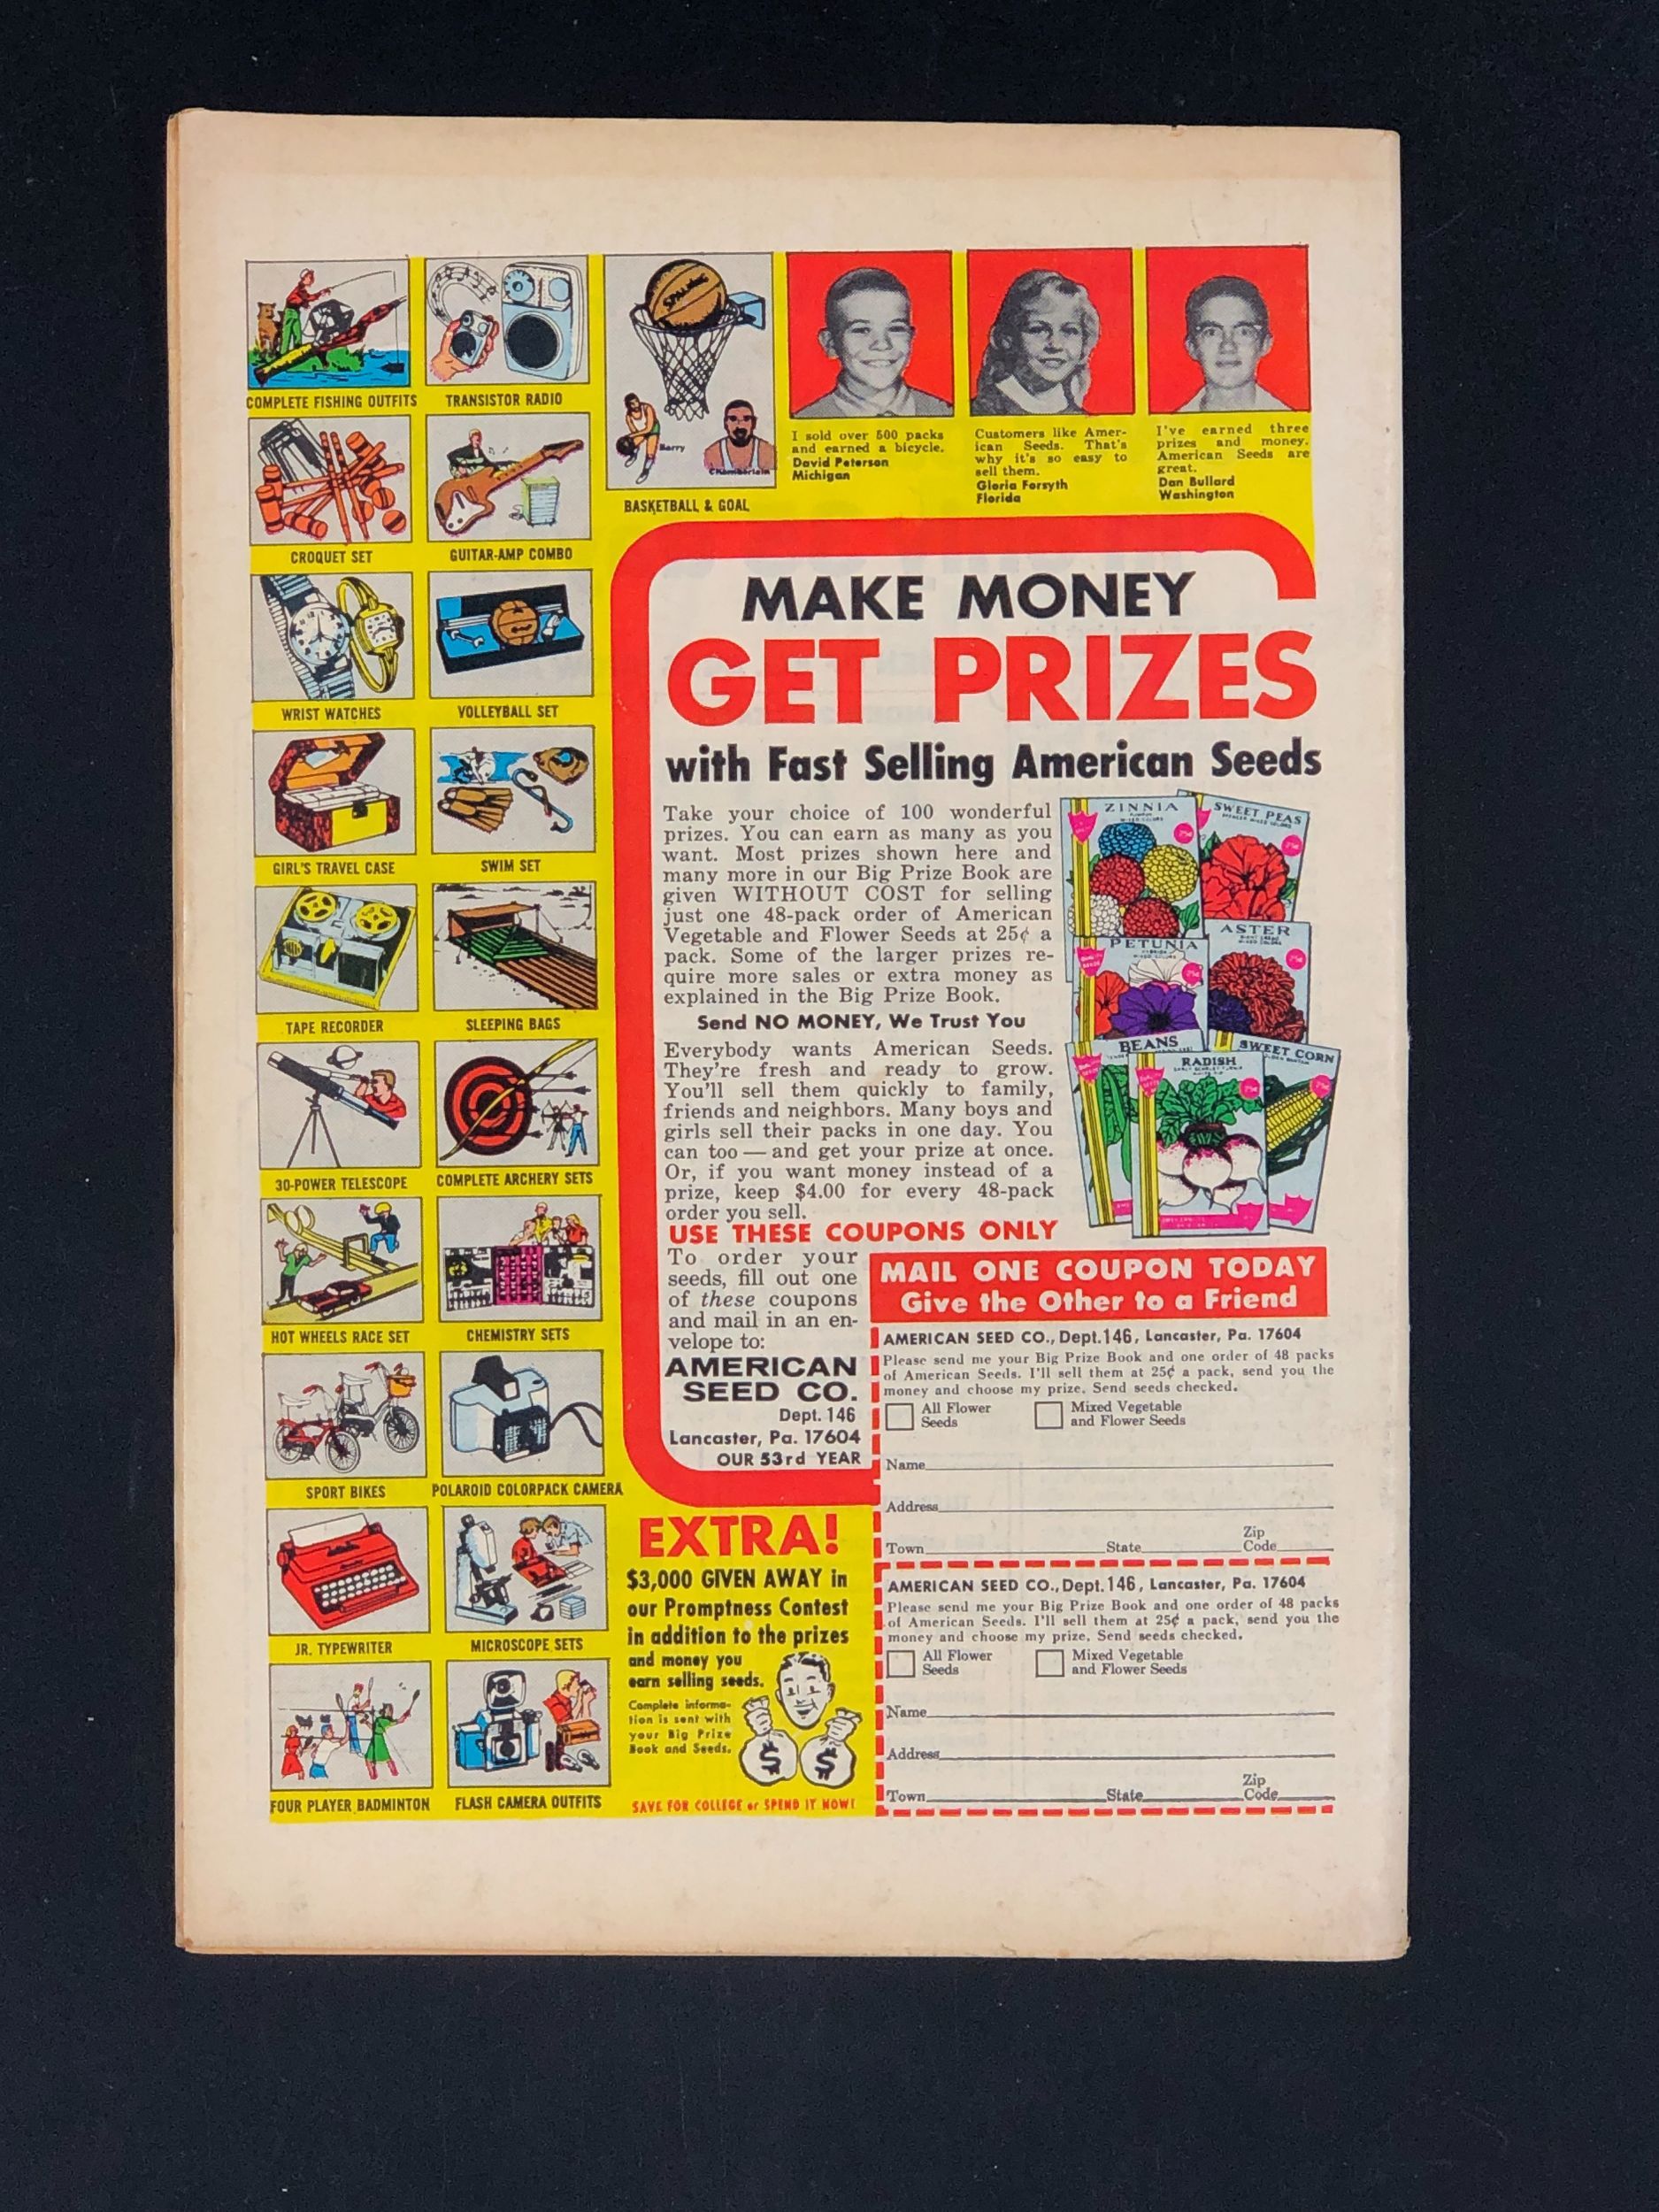 COMPLETE FISHING OUTFITS
TRANSISTOR RADIO
SPALDING
Barry
Chamberlain
BASKETBALL & GOAL
I sold over 500 packs
and earned a bicycle.
David Peterson
Michigan
Customers like Amer-
ican Seeds. That's
why it's so easy to
sell them.
Gloria Forsyth
Florida
I've earned three
prizes and money.
American Seeds are
great.
Dan Bullard
Washington
CROQUET SET
GUITAR-AMP COMBO
WRIST WATCHES
VOLLEYBALL SET
GIRL'S TRAVEL CASE
SWIM SET
TAPE RECORDER
SLEEPING BAGS
30-POWER TELESCOPE
COMPLETE ARCHERY SETS
HOT WHEELS RACE SET
CHEMISTRY SETS
SPORT BIKES
POLAROID COLORPACK CAMERA
JR. TYPEWRITER
MICROSCOPE SETS
FOUR PLAYER BADMINTON
FLASH CAMERA OUTFITS
MAKE MONEY
GET PRIZES
with Fast Selling American Seeds
Take your choice of 100 wonderful
prizes. You can earn as many as you
want. Most prizes shown here and
many more in our Big Prize Book are
given WITHOUT COST for selling
just one 48-pack order of American
Vegetable and Flower Seeds at 25¢ a
pack. Some of the larger prizes re-
quire more sales or extra money as
explained in the Big Prize Book.
Send NO MONEY, We Trust You
Everybody wants American Seeds.
They're fresh and ready to grow.
You'll sell them quickly to family,
friends and neighbors. Many boys and
girls sell their packs in one day. You
can too — and get your prize at once.
Or, if you want money instead of a
prize, keep $4.00 for every 48-pack
order you sell.
ZINNIA
25¢
SWEET PEAS
25¢
PETUNIA
25¢
ASTER
25¢
BEANS
RADISH
25¢
SWEET CORN
25¢
USE THESE COUPONS ONLY
To order your
seeds, fill out one
of these coupons
and mail in an en-
velope to:
AMERICAN
SEED CO.
Dept. 146
Lancaster, Pa. 17604
OUR 53rd YEAR
MAIL ONE COUPON TODAY
Give the Other to a Friend
AMERICAN SEED CO., Dept. 146, Lancaster, Pa. 17604
Please send me your Big Prize Book and one order of 48 packs
of American Seeds. I'll sell them at 25¢ a pack, send you the
money and choose my prize. Send seeds checked.
All Flower
Seeds
Mixed Vegetable
and Flower Seeds
Name
Address
Town State Zip
Code
AMERICAN SEED CO., Dept. 146, Lancaster, Pa. 17604
Please send me your Big Prize Book and one order of 48 packs
of American Seeds. I'll sell them at 25¢ a pack, send you the
money and choose my prize. Send seeds checked.
All Flower
Seeds
Mixed Vegetable
and Flower Seeds
Name
Address
Town State Zip
Code
EXTRA!
$3,000 GIVEN AWAY in
our Promptness Contest
in addition to the prizes
and money you
earn selling seeds.
Complete informa-
tion is sent with
your Big Prize
Book and Seeds.
$ $
SAVE FOR COLLEGE or SPEND IT NOW!